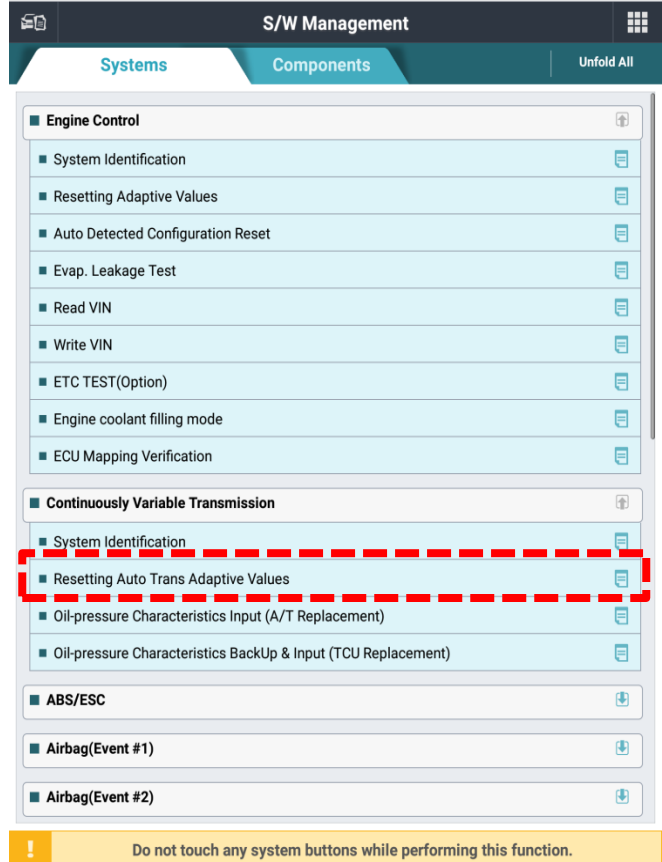 S/W Management
Systems
Components
Unfold All
Engine Control
System Identification
Resetting Adaptive Values
Auto Detected Configuration Reset
Evap. Leakage Test
Read VIN
Write VIN
ETC TEST(Option)
Engine coolant filling mode
ECU Mapping Verification
Continuously Variable Transmission
System Identification
Resetting Auto Trans Adaptive Values
Oil-pressure Characteristics Input (A/T Replacement)
Oil-pressure Characteristics BackUp & Input (TCU Replacement)
ABS/ESC
Airbag(Event #1)
Airbag(Event #2)
! Do not touch any system buttons while performing this function.